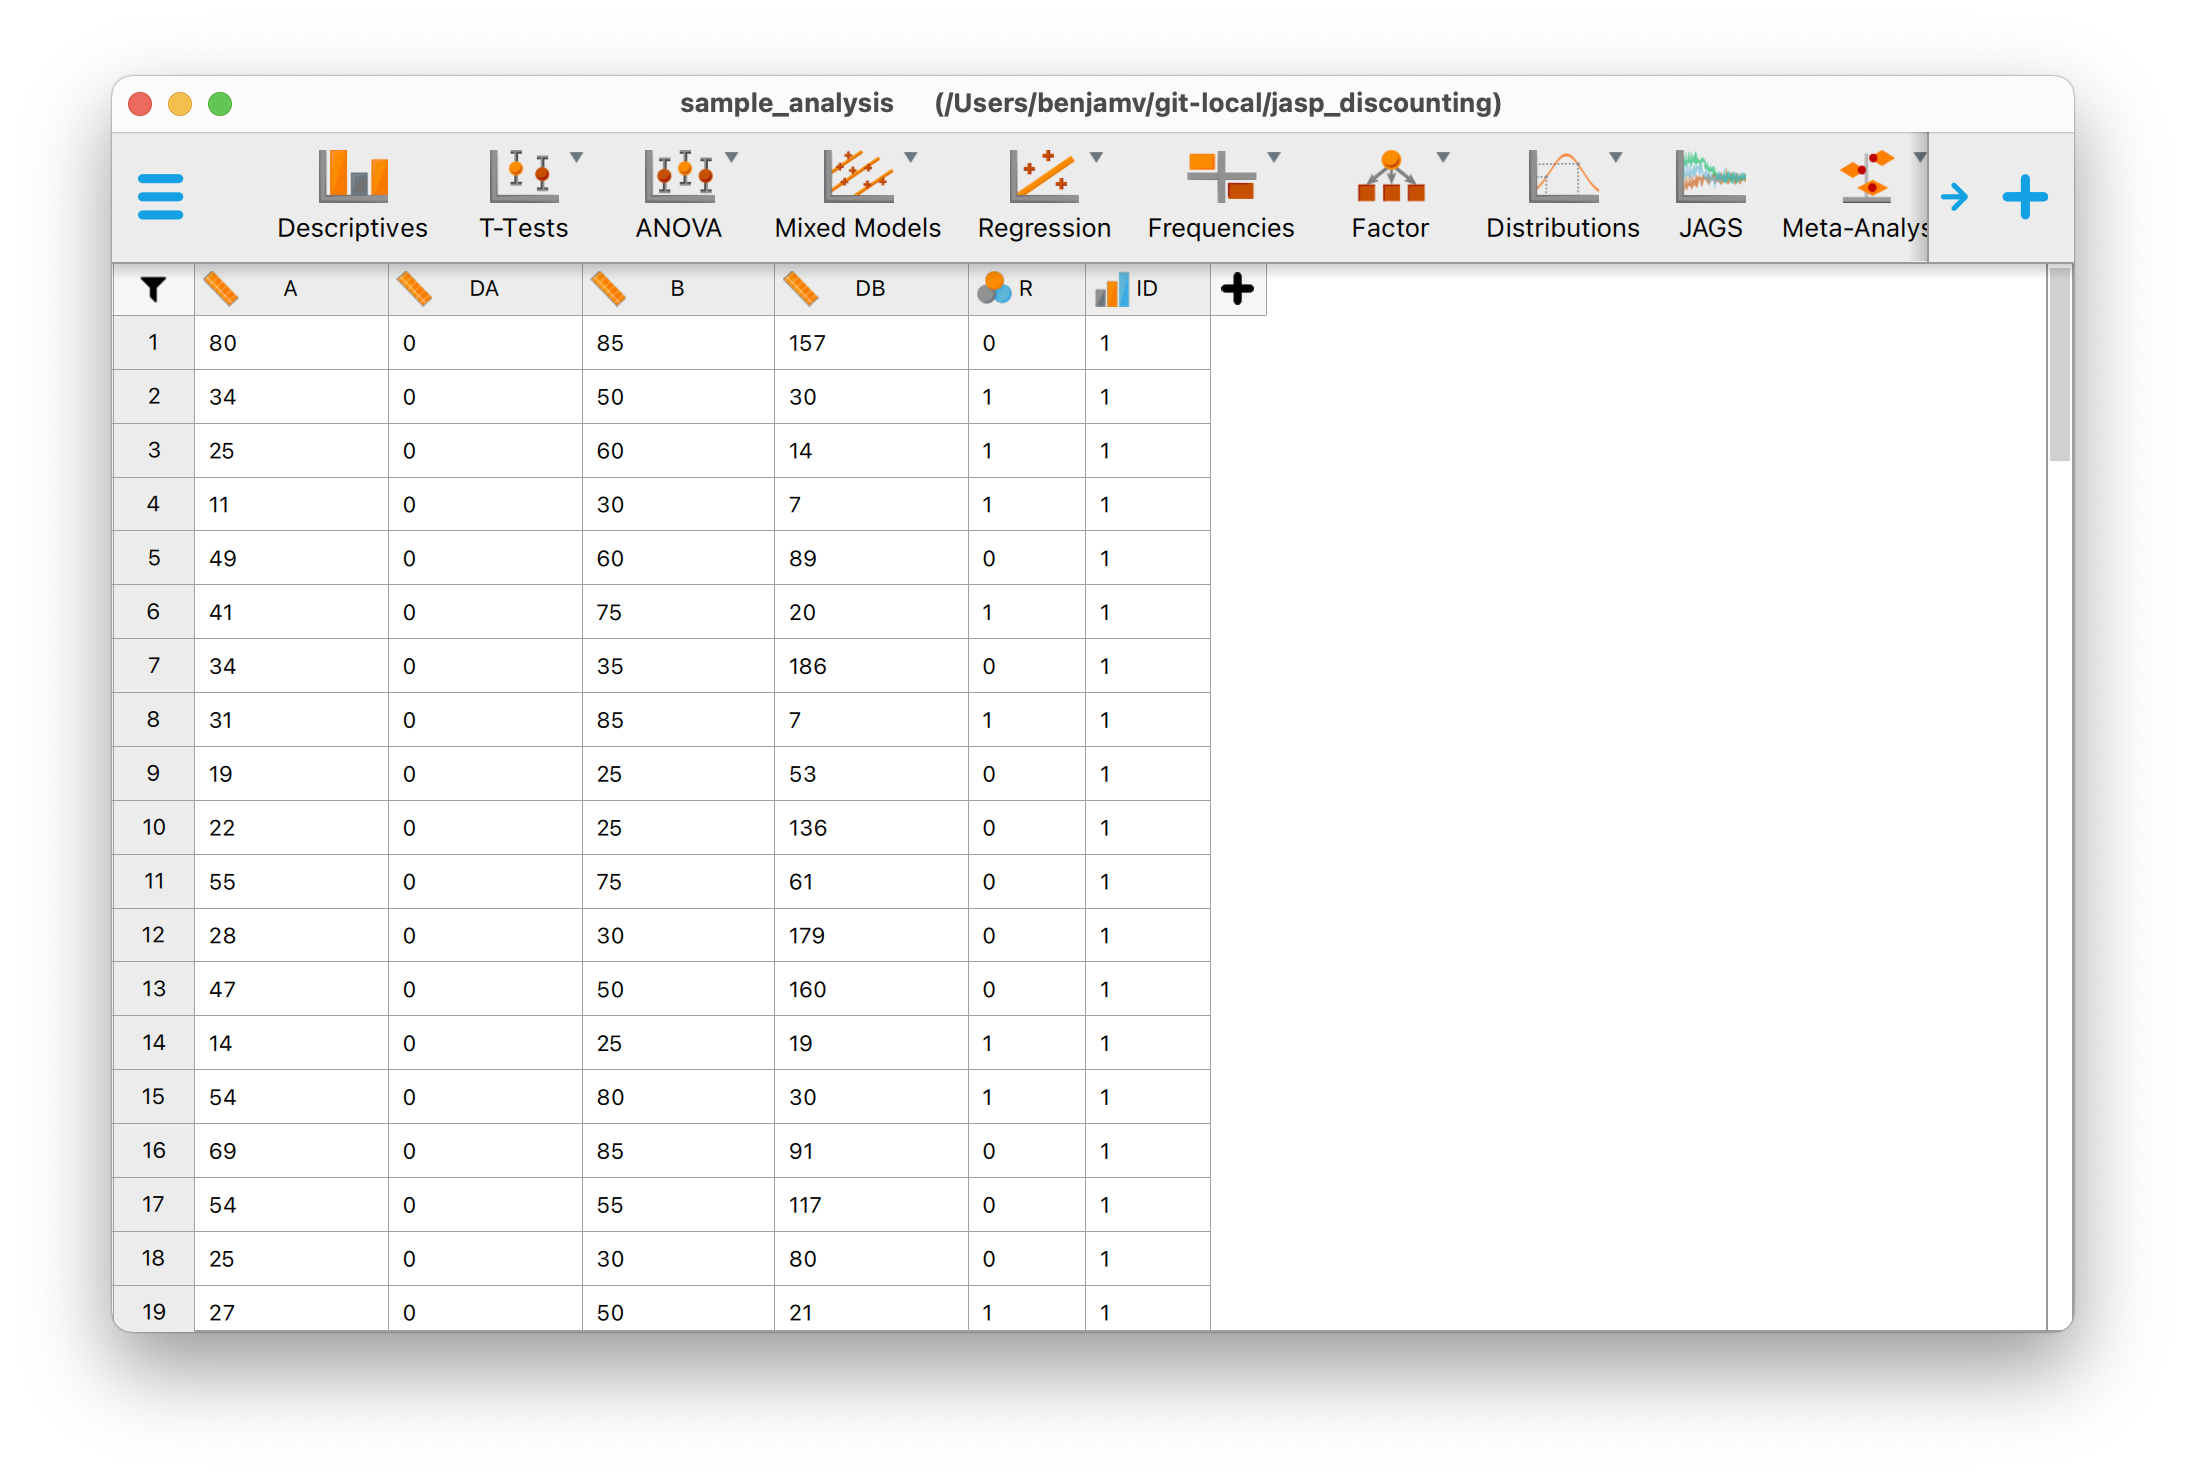 sample_analysis (/Users/benjamv/git-local/jasp_discounting)
Descriptives T-Tests ANOVA Mixed Models Regression Frequencies Factor Distributions JAGS Meta-Analys
A DA B DB R ID
1 80 0 85 157 0 1
2 34 0 50 30 1 1
3 25 0 60 14 1 1
4 11 0 30 7 1 1
5 49 0 60 89 0 1
6 41 0 75 20 1 1
7 34 0 35 186 0 1
8 31 0 85 7 1 1
9 19 0 25 53 0 1
10 22 0 25 136 0 1
11 55 0 75 61 0 1
12 28 0 30 179 0 1
13 47 0 50 160 0 1
14 14 0 25 19 1 1
15 54 0 80 30 1 1
16 69 0 85 91 0 1
17 54 0 55 117 0 1
18 25 0 30 80 0 1
19 27 0 50 21 1 1